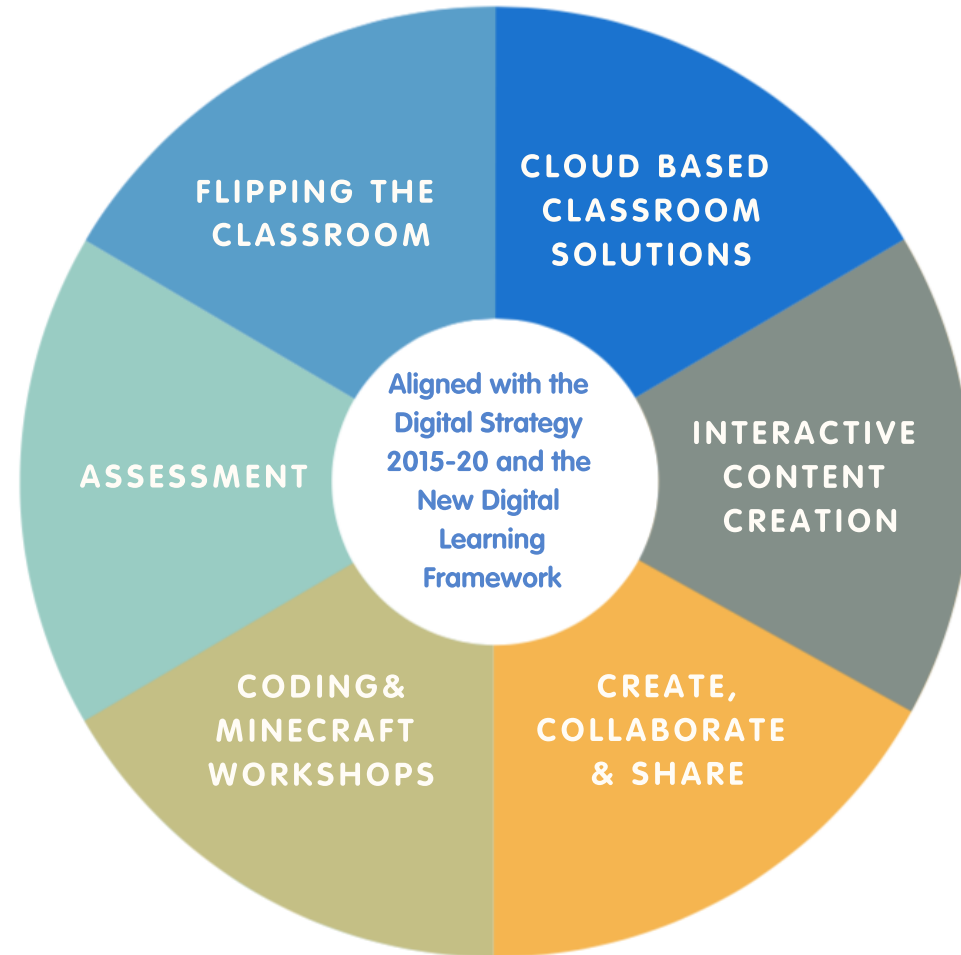 FLIPPING THE
CLASSROOM
CLOUD BASED
CLASSROOM
SOLUTIONS
INTERACTIVE
CONTENT
CREATION
CREATE,
COLLABORATE
& SHARE
CODING&
MINECRAFT
WORKSHOPS
ASSESSMENT
Aligned with the
Digital Strategy
2015-20 and the
New Digital
Learning
Framework